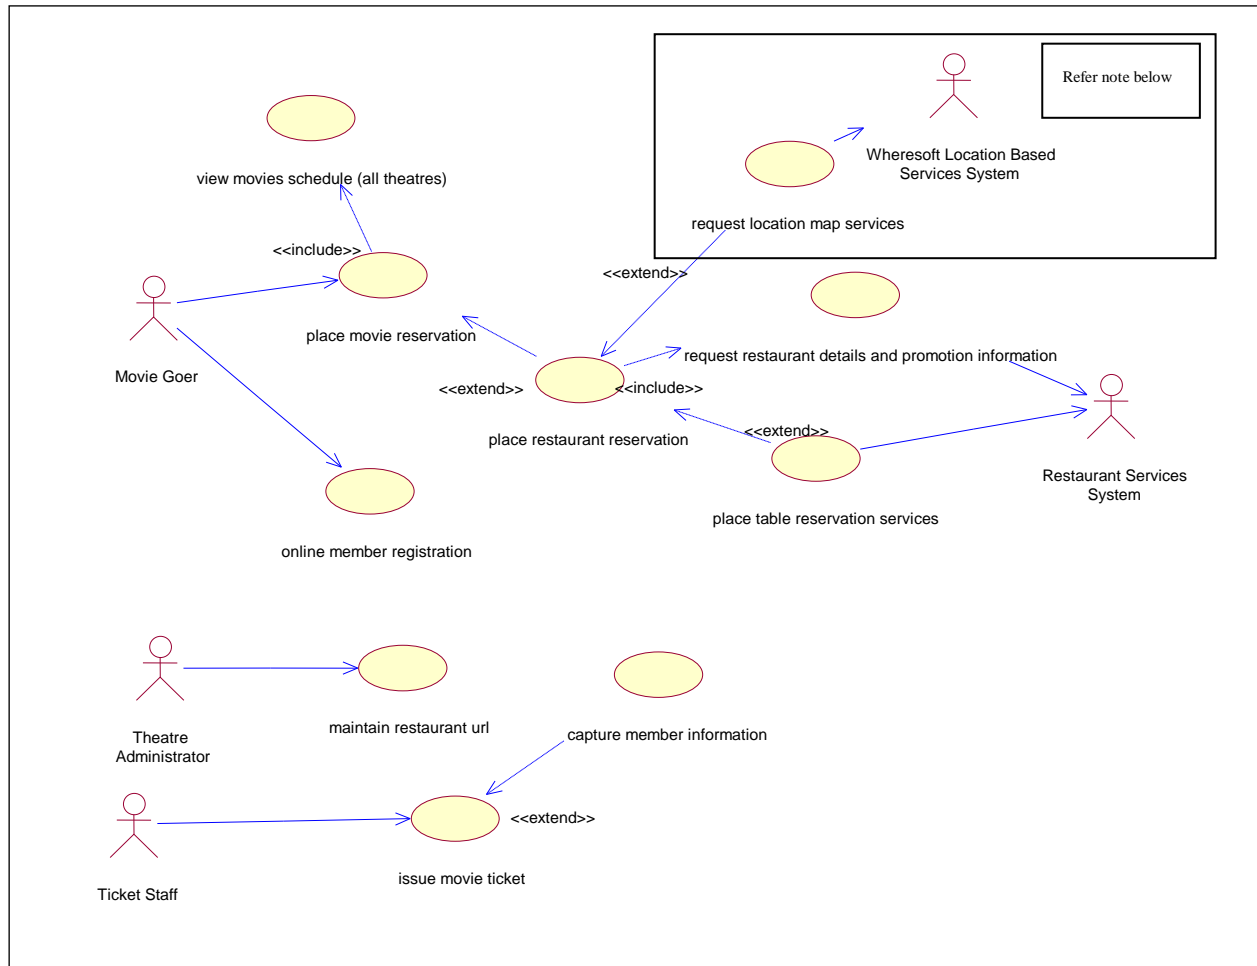 Refer note below
Wheresoft Location Based
Services System
view movies schedule (all theatres)
request location map services
<<include>>
<<extend>>
place movie reservation
request restaurant details and promotion information
Movie Goer
<<extend>>
<<include>>
<<extend>>
place restaurant reservation
Restaurant Services
System
place table reservation services
online member registration
maintain restaurant url
capture member information
Theatre
Administrator
<<extend>>
issue movie ticket
Ticket Staff